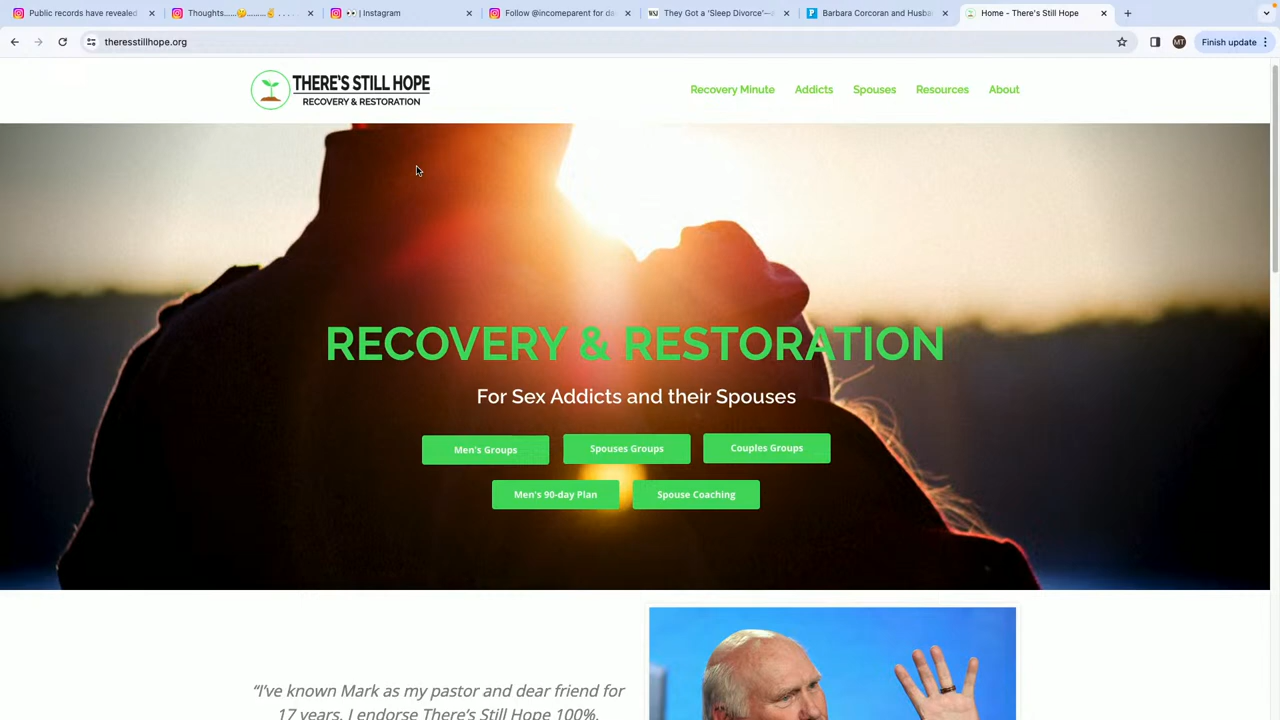 Public records have revealed
Thoughts.....🤔.........✌️ . . . .
👀 | Instagram
Follow @incomeparent for da
They Got a ‘Sleep Divorce’—
Barbara Corcoran and Husba
Home - There's Still Hope
theresstillhope.org
MT
Finish update
THERE'S STILL HOPE
RECOVERY & RESTORATION
Recovery Minute
Addicts
Spouses
Resources
About
RECOVERY & RESTORATION
For Sex Addicts and their Spouses
Men's Groups
Spouses Groups
Couples Groups
Men's 90-day Plan
Spouse Coaching
“I've known Mark as my pastor and dear friend for
17 years. I endorse There's Still Hope 100%.